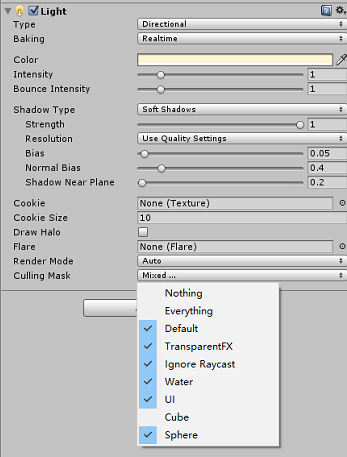 Light
Type Directional
Baking Realtime
Color
Intensity 1
Bounce Intensity 1
Shadow Type Soft Shadows
Strength 1
Resolution Use Quality Settings
Bias 0.05
Normal Bias 0.4
Shadow Near Plane 0.2
Cookie None (Texture)
Cookie Size 10
Draw Halo
Flare None (Flare)
Render Mode Auto
Culling Mask Mixed ...
Nothing
Everything
Default
TransparentFX
Ignore Raycast
Water
UI
Cube
Sphere